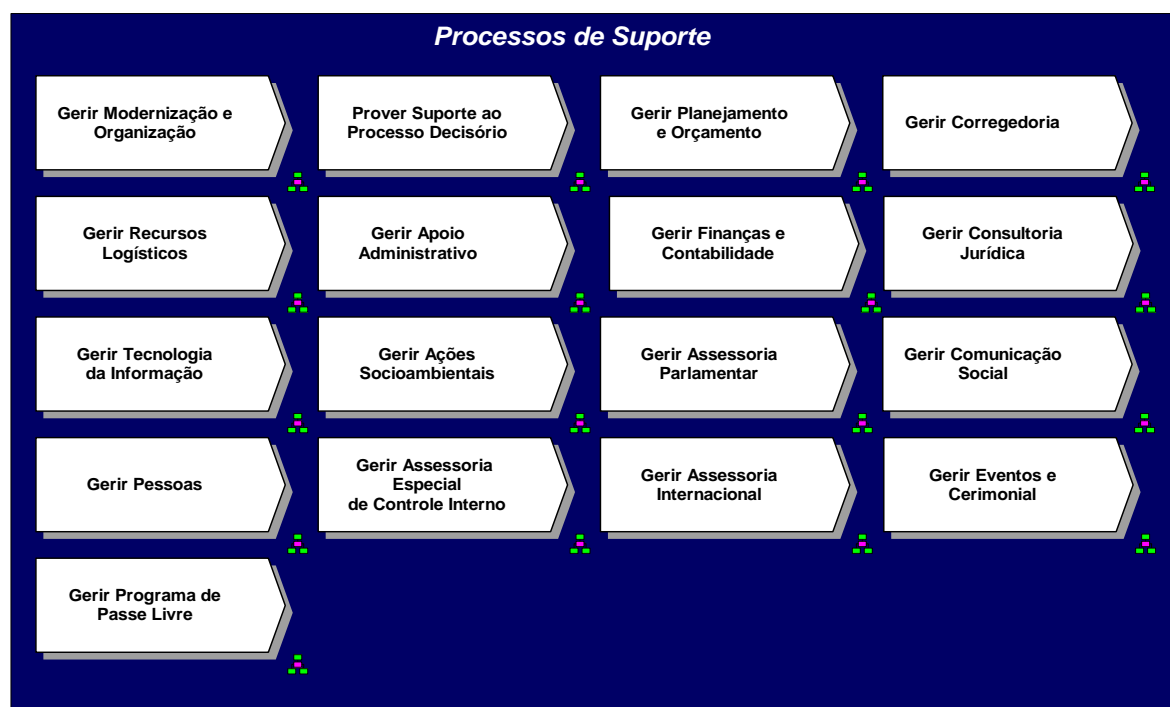 Processos de Suporte
Gerir Modernização e
Organização
Prover Suporte ao
Processo Decisório
Gerir Planejamento
e Orçamento
Gerir Corregedoria
Gerir Recursos
Logísticos
Gerir Apoio
Administrativo
Gerir Finanças e
Contabilidade
Gerir Consultoria
Jurídica
Gerir Tecnologia
da Informação
Gerir Ações
Socioambientais
Gerir Assessoria
Parlamentar
Gerir Comunicação
Social
Gerir Pessoas
Gerir Assessoria
Especial
de Controle Interno
Gerir Assessoria
Internacional
Gerir Eventos e
Cerimonial
Gerir Programa de
Passe Livre